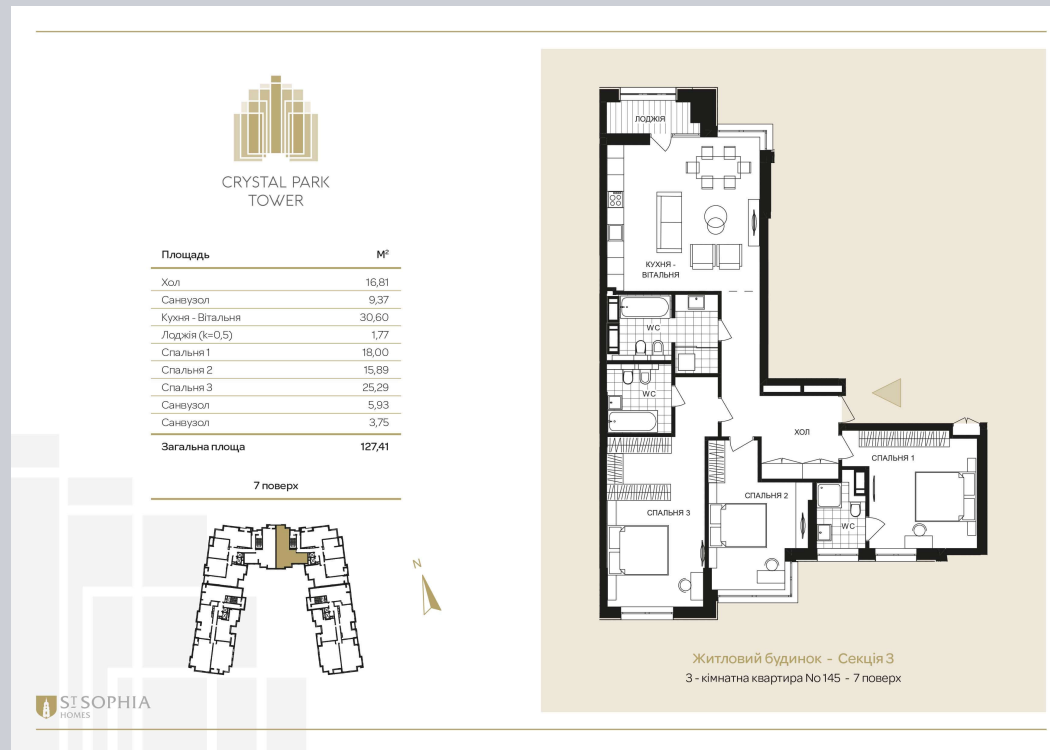 CRYSTAL PARK
TOWER
Площадь М²
Хол 16,81
Санвузол 9,37
Кухня - Вітальня 30,60
Лоджія (k=0,5) 1,77
Спальня 1 18,00
Спальня 2 15,89
Спальня 3 25,29
Санвузол 5,93
Санвузол 3,75
Загальна площа 127,41
7 поверх
N
ST SOPHIA
HOMES
ЛОДЖІЯ
КУХНЯ -
ВІТАЛЬНЯ
WC
WC
ХОЛ
СПАЛЬНЯ 1
СПАЛЬНЯ 2
СПАЛЬНЯ 3
WC
Житловий будинок - Секція 3
3 - кімнатна квартира No 145 - 7 поверх